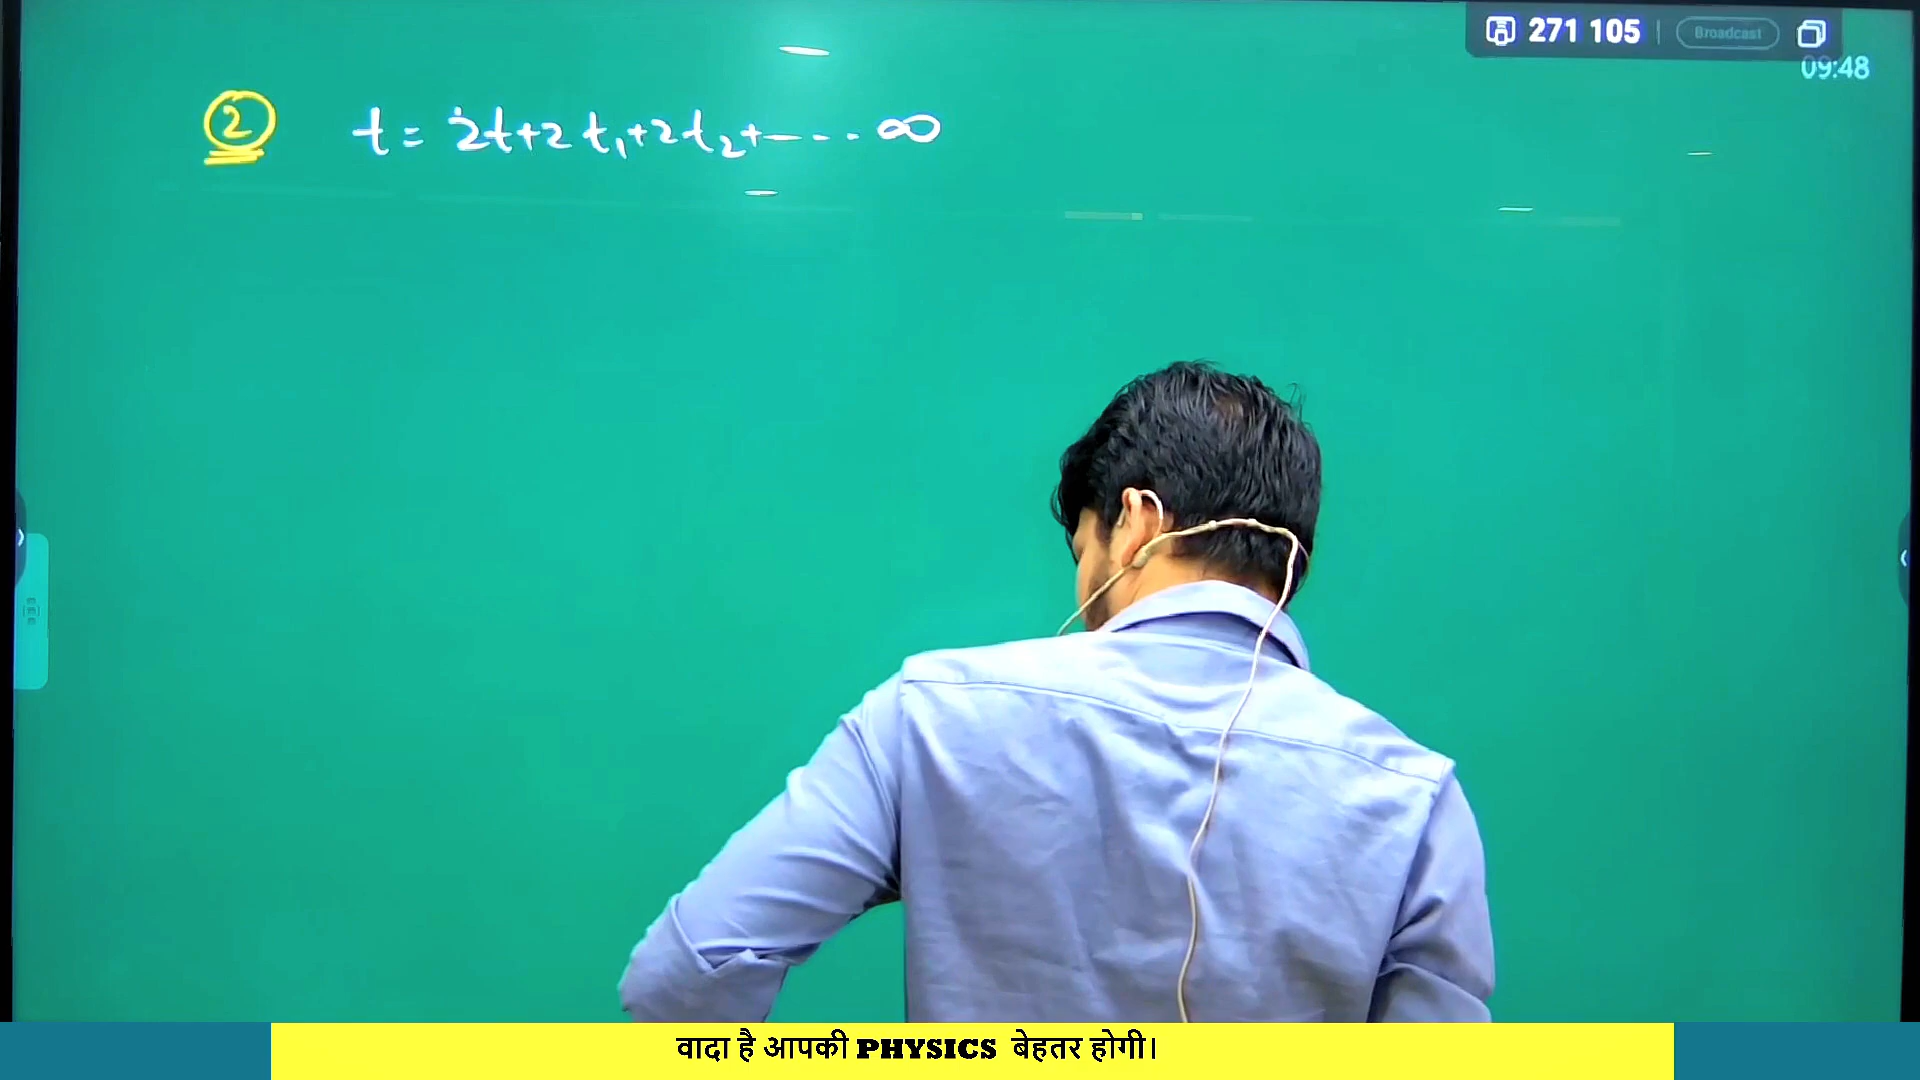 271 105
Broadcast
09:48
2 t = 2t+2t₁+2t₂+---- ∞
वादा है आपकी PHYSICS बेहतर होगी।